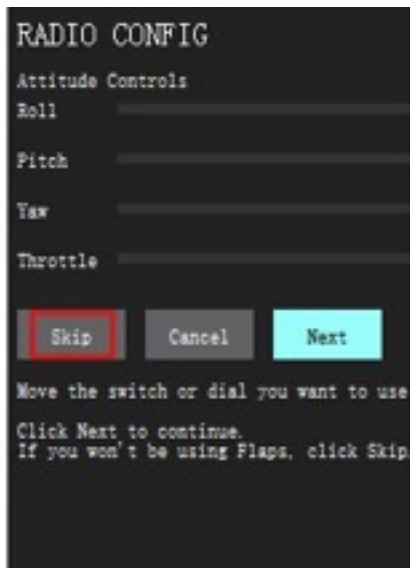 RADIO CONFIG
Attitude Controls
Roll
Pitch
Yaw
Throttle
Skip Cancel Next
Move the switch or dial you want to use
Click Next to continue.
If you won't be using Flaps, click Skip.